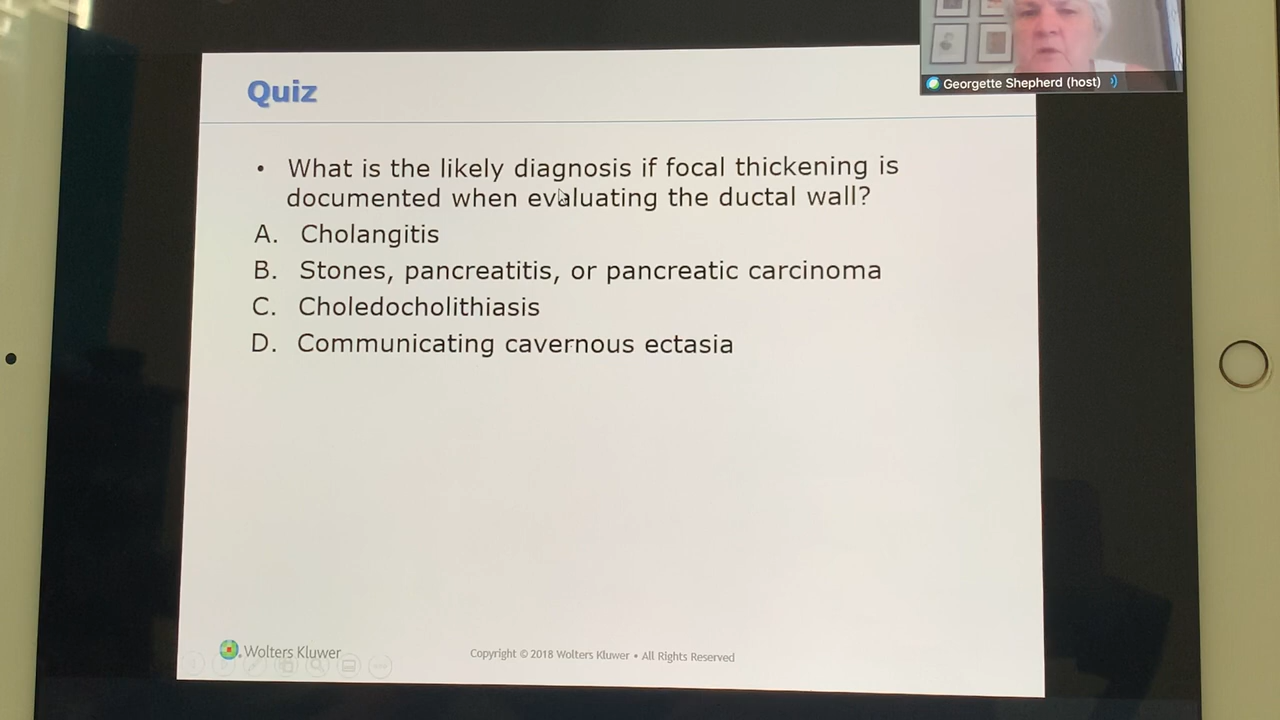 Georgette Shepherd (host)
Quiz
• What is the likely diagnosis if focal thickening is
documented when evaluating the ductal wall?
A. Cholangitis
B. Stones, pancreatitis, or pancreatic carcinoma
C. Choledocholithiasis
D. Communicating cavernous ectasia
Wolters Kluwer
Copyright © 2018 Wolters Kluwer • All Rights Reserved